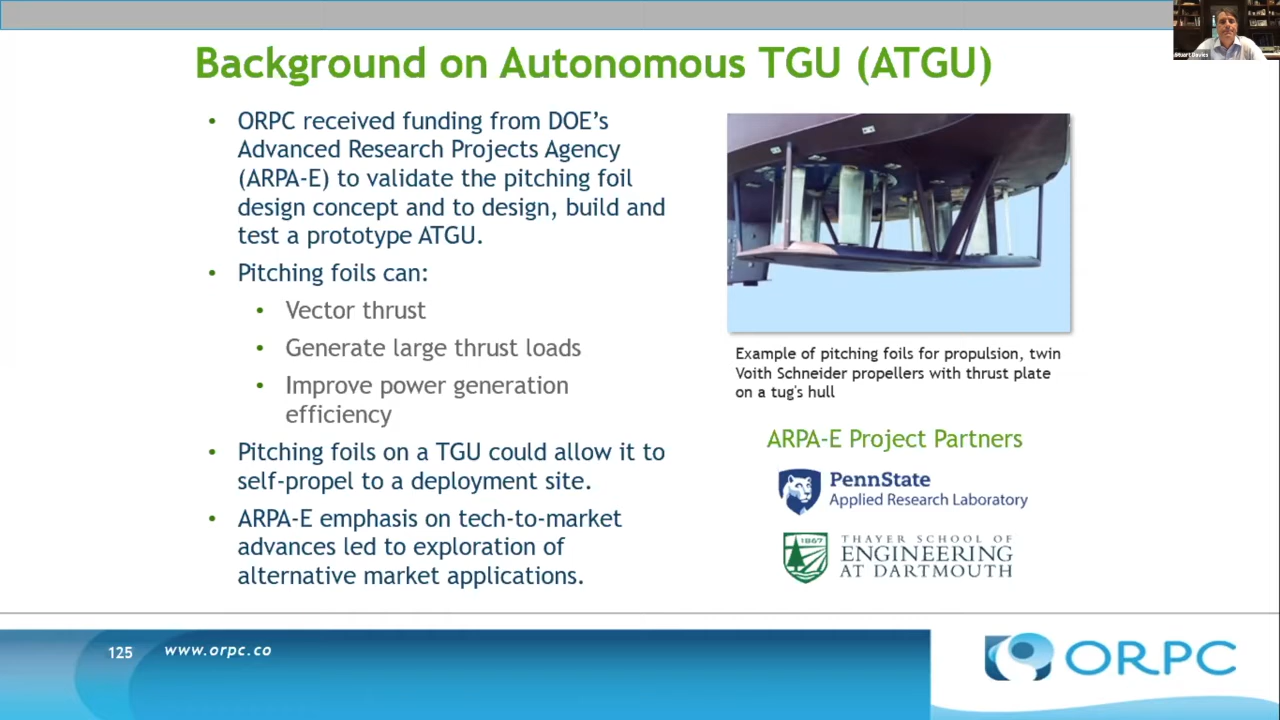 Stuart Davies
Background on Autonomous TGU (ATGU)
• ORPC received funding from DOE's
Advanced Research Projects Agency
(ARPA-E) to validate the pitching foil
design concept and to design, build and
test a prototype ATGU.
• Pitching foils can:
• Vector thrust
• Generate large thrust loads
• Improve power generation
efficiency
• Pitching foils on a TGU could allow it to
self-propel to a deployment site.
• ARPA-E emphasis on tech-to-market
advances led to exploration of
alternative market applications.
Example of pitching foils for propulsion, twin
Voith Schneider propellers with thrust plate
on a tug's hull
ARPA-E Project Partners
PennState
Applied Research Laboratory
1867
THAYER SCHOOL OF
ENGINEERING
AT DARTMOUTH
125
www.orpc.co
ORPC